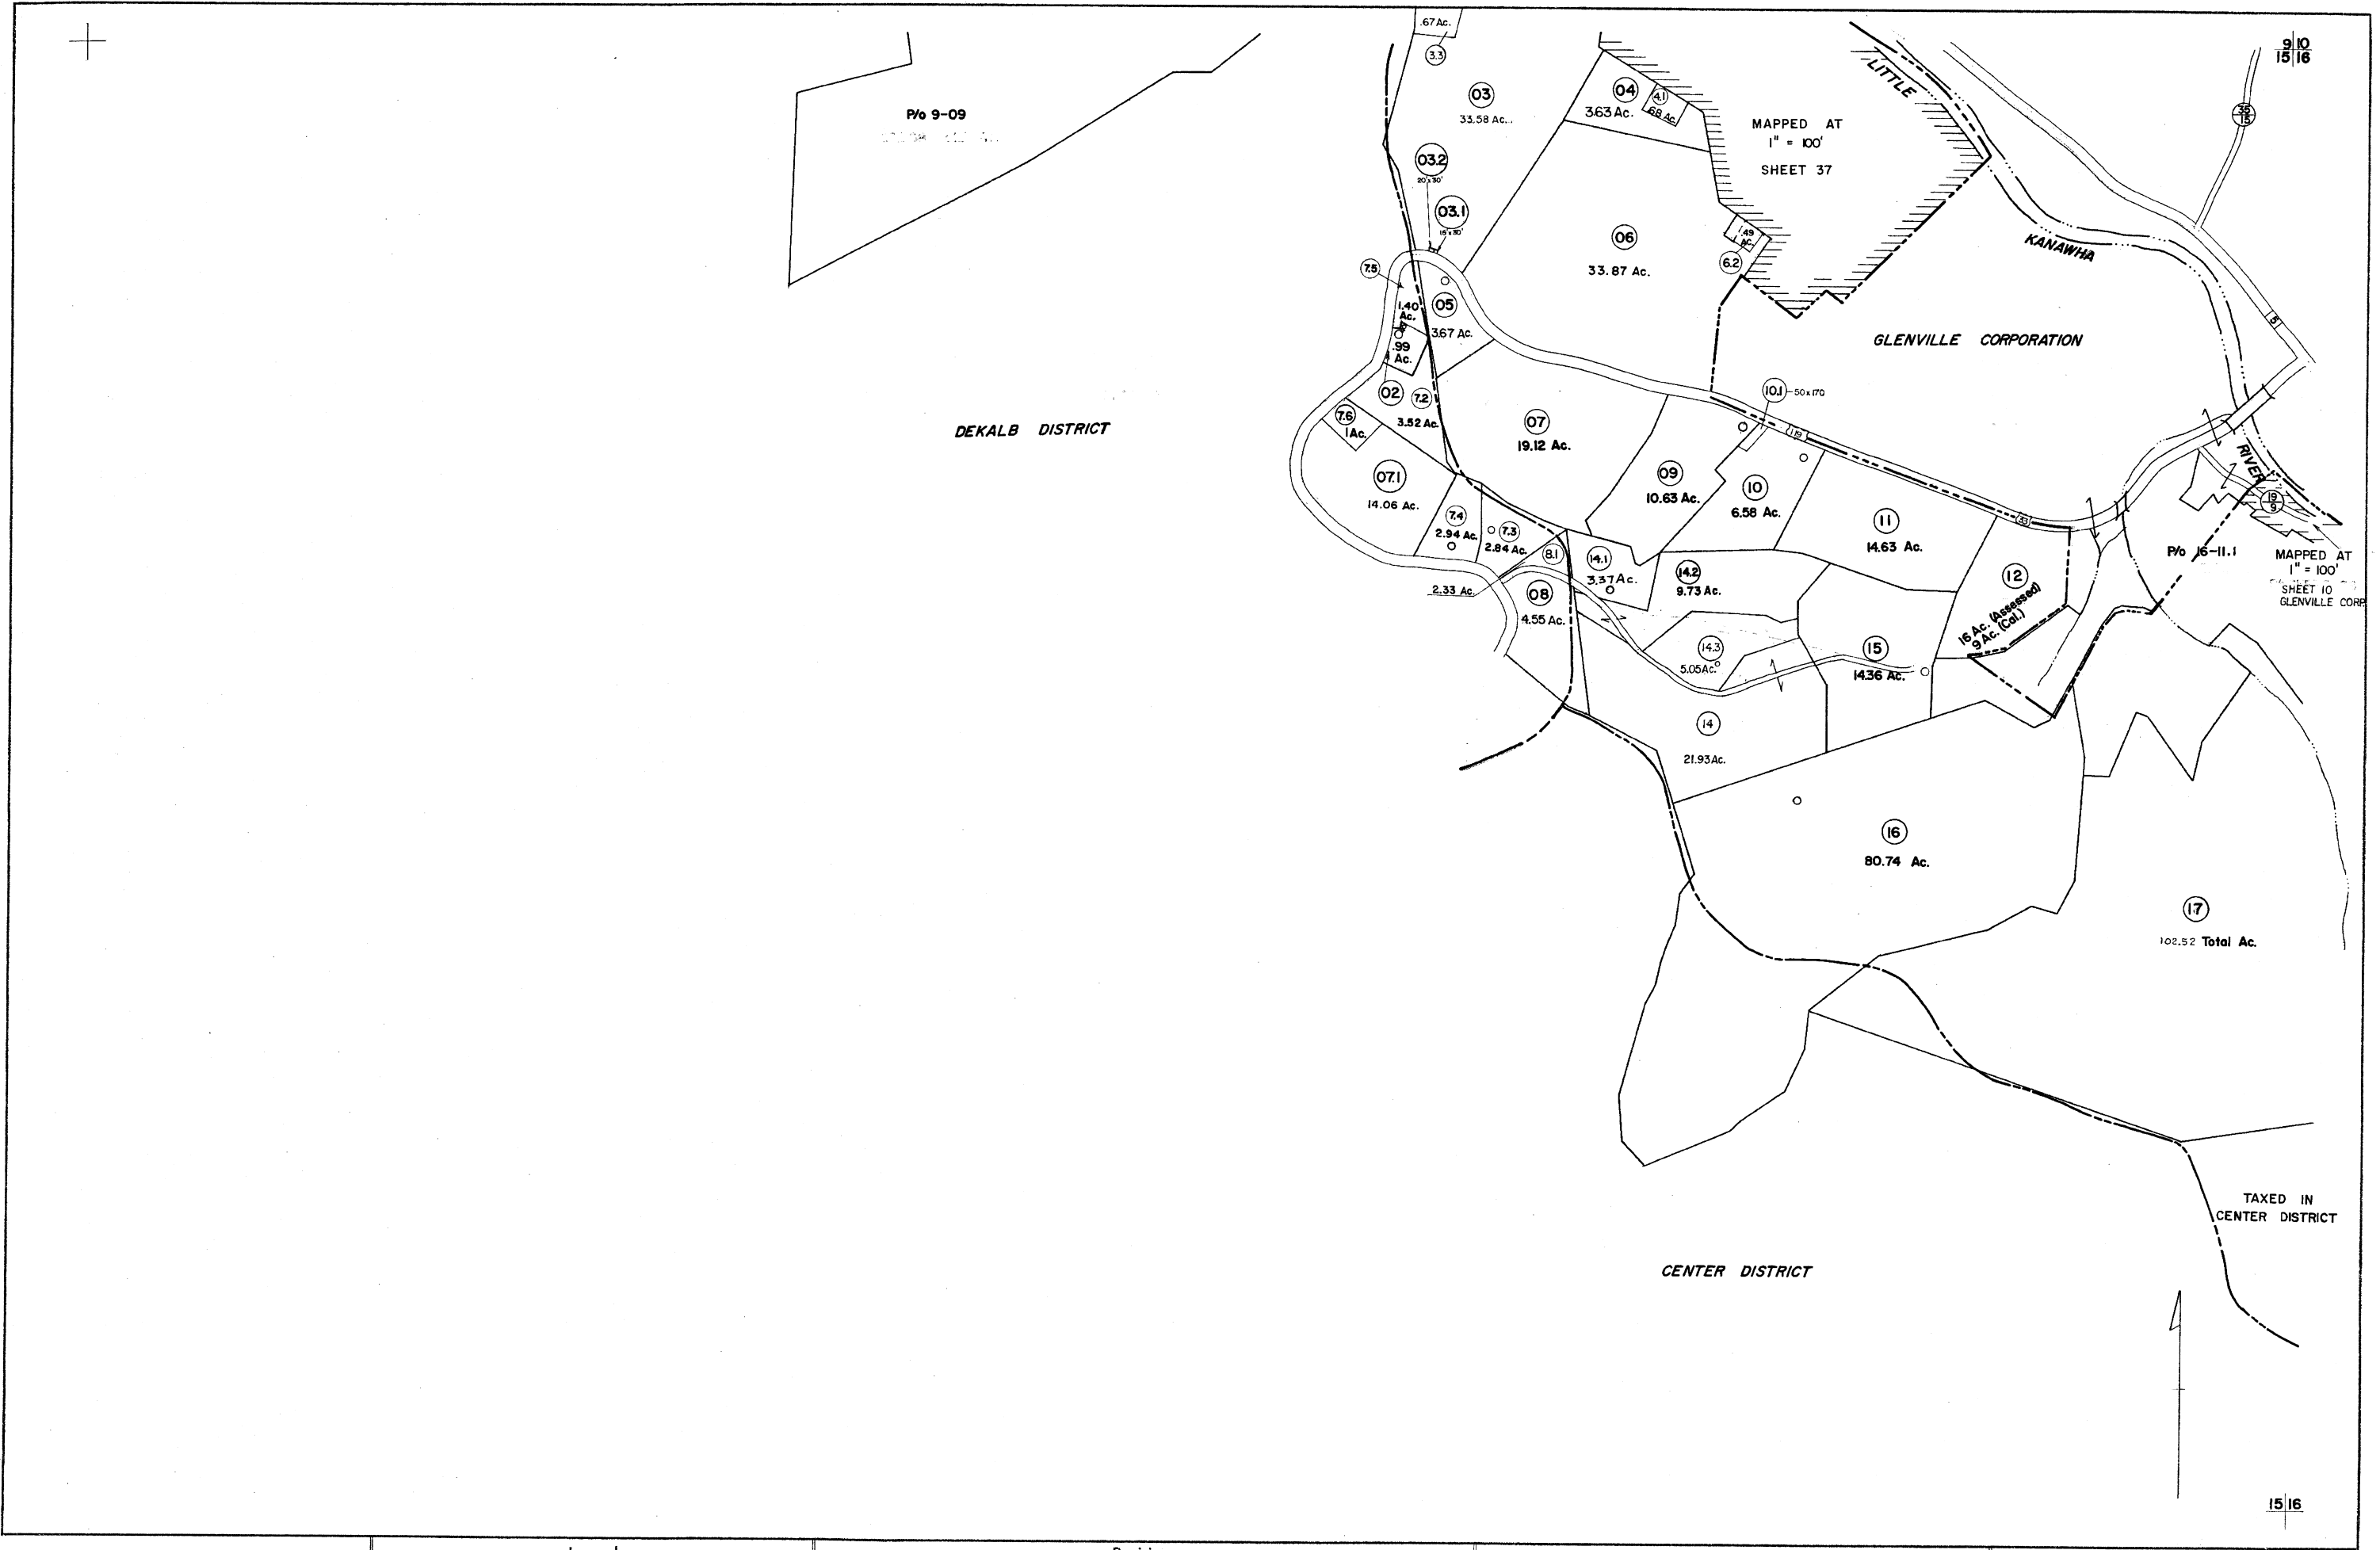 .67 Ac.
3.3
9 10
15 16
03
33.58 Ac.
04
3.63 Ac.
4.1
.68 Ac.
LITTLE
35
15
P/o 9-09
MAPPED AT
1" = 100'
SHEET 37
03.2
20'x30'
03.1
15'x30'
06
33.87 Ac.
.49
Ac.
6.2
KANAWHA
7.5
1.40
Ac.
05
3.67 Ac.
5
GLENVILLE CORPORATION
.99
Ac.
02
7.2
3.52 Ac.
10.1
50x170
7.6
1 Ac.
07
19.12 Ac.
119
DEKALB DISTRICT
RIVER
07.1
14.06 Ac.
09
10.63 Ac.
10
6.58 Ac.
19
9
7.4
2.94 Ac.
7.3
2.84 Ac.
11
14.63 Ac.
33
P/o 16-11.1
MAPPED AT
1" = 100'
SHEET 10
GLENVILLE CORP.
8.1
14.1
3.37 Ac.
14.2
9.73 Ac.
12
16 Ac. (Assessed)
9 Ac. (Cal.)
2.33 Ac.
08
4.55 Ac.
14.3
5.05 Ac.
15
14.36 Ac.
14
21.93 Ac.
16
80.74 Ac.
17
102.52 Total Ac.
TAXED IN
CENTER DISTRICT
CENTER DISTRICT
15 16